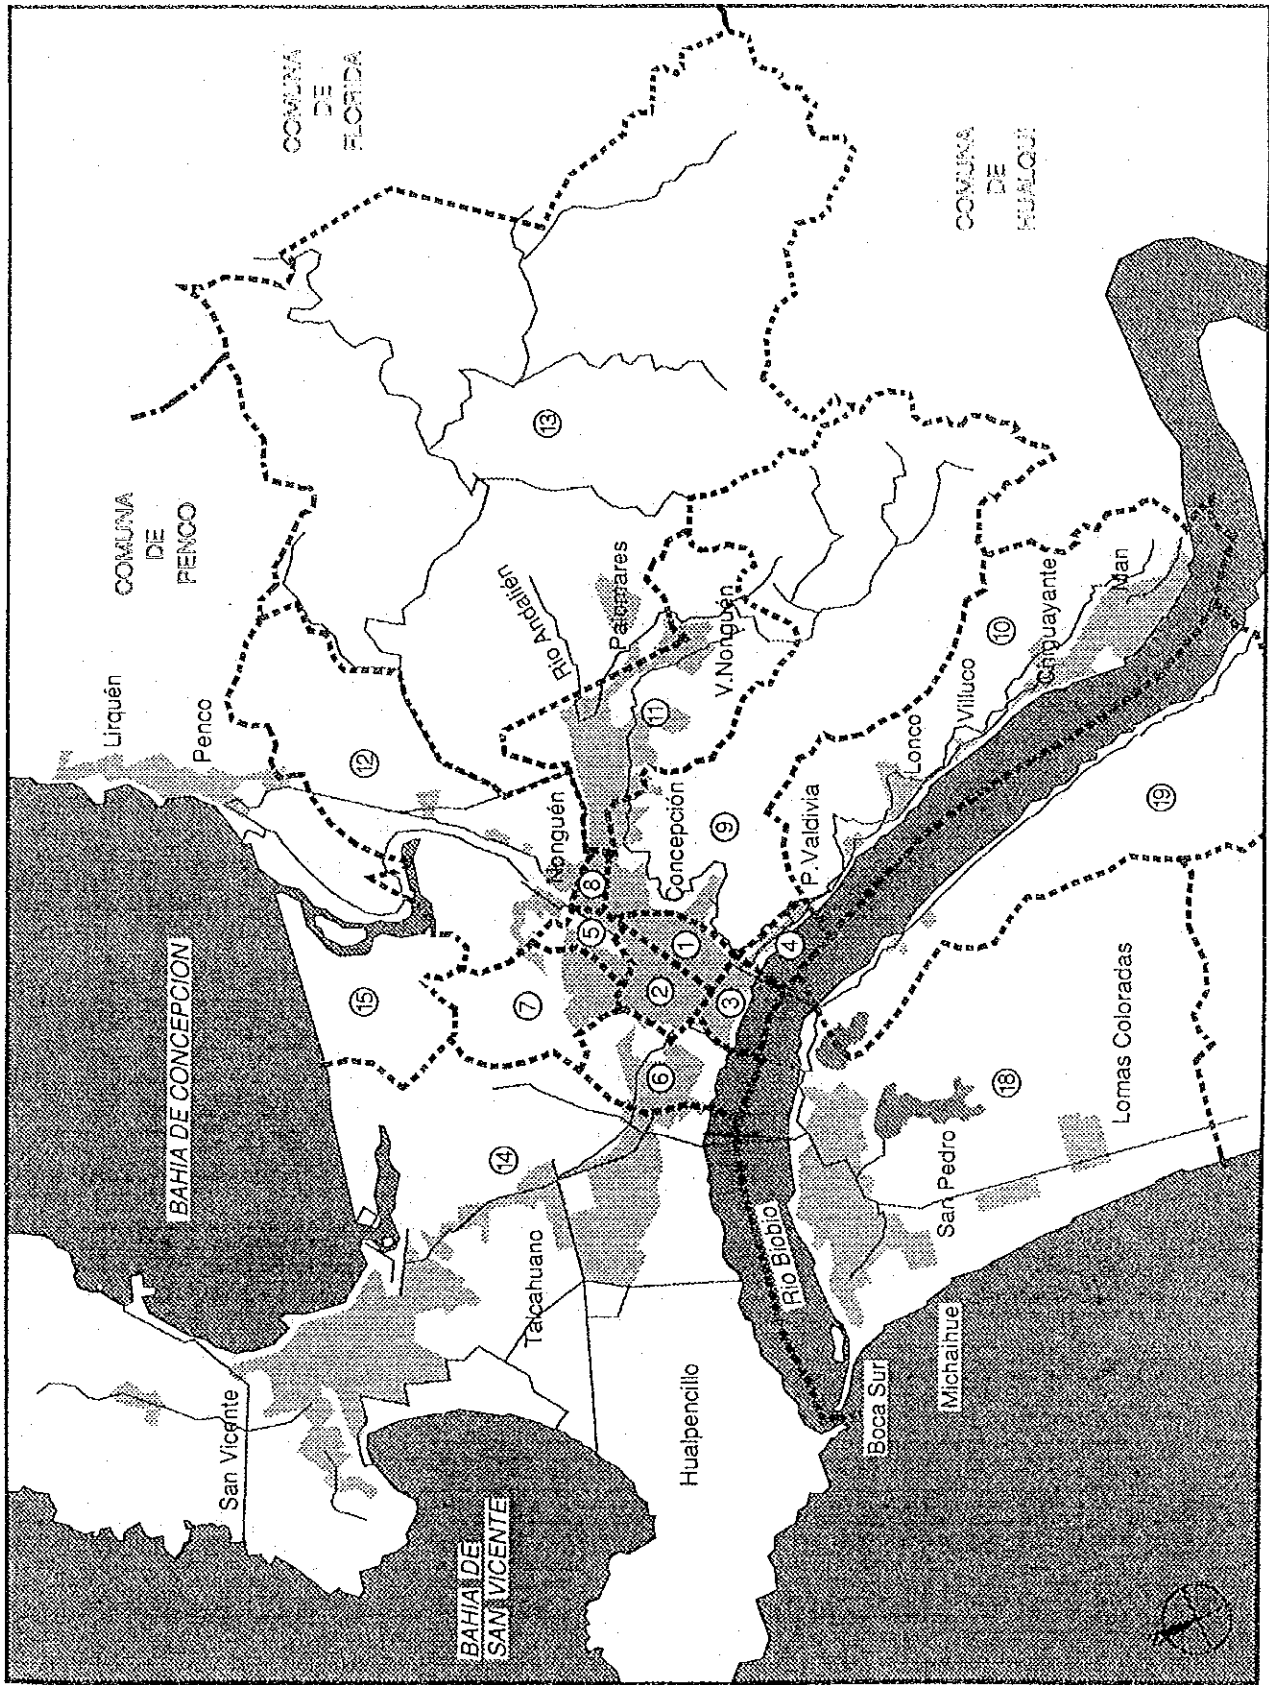 COMUNA
DE
FLORIDA
COMUNA
DE
PENCO
COMUNA
DE
HUALQUI
BAHIA DE CONCEPCION
BAHIA DE
SAN VICENTE
Lirquén
Penco
Río Andalién
Palomares
V.Nonguén
Nonguén
Concepción
P.Valdivia
Lonco
Villuco
Chiguayante
Man
San Vicente
Talcahuano
Hualpencillo
Río Biobio
Boca Sur
Michaihue
San Pedro
Lomas Coloradas
1
2
3
4
5
6
7
8
9
10
11
12
13
14
15
18
19